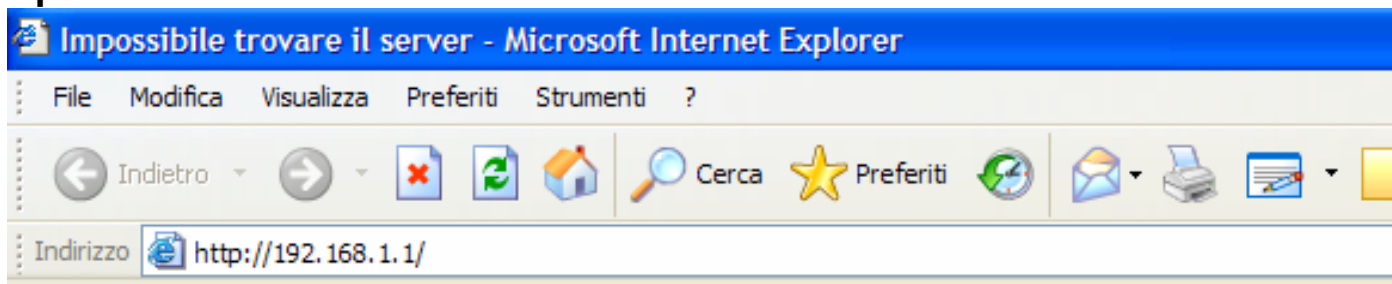 Impossibile trovare il server - Microsoft Internet Explorer
File Modifica Visualizza Preferiti Strumenti ?
Indietro Cerca Preferiti
Indirizzo http://192.168.1.1/